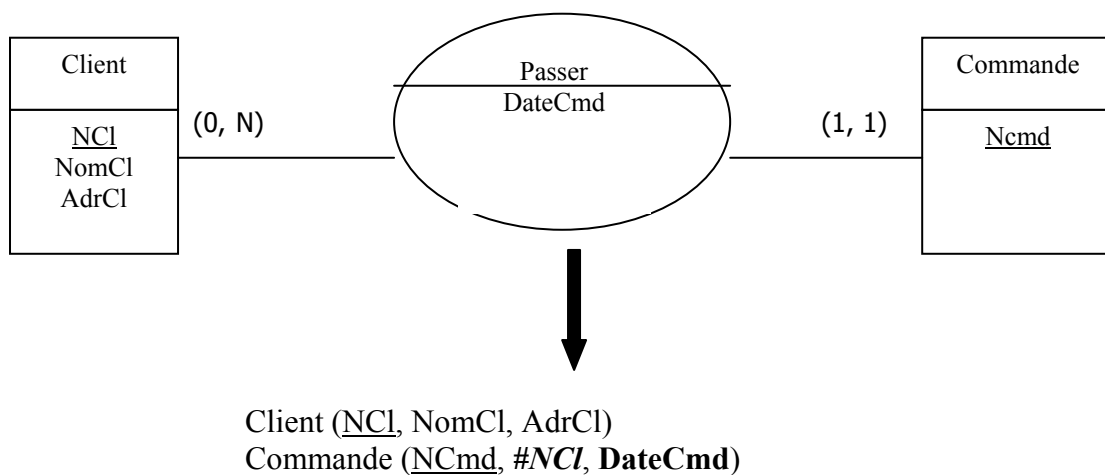 Client
Passer
DateCmd
Commande
(0, N)
(1, 1)
NCl
NomCl
AdrCl
Ncmd
Client (NCl, NomCl, AdrCl)
Commande (NCmd, #NCl, DateCmd)